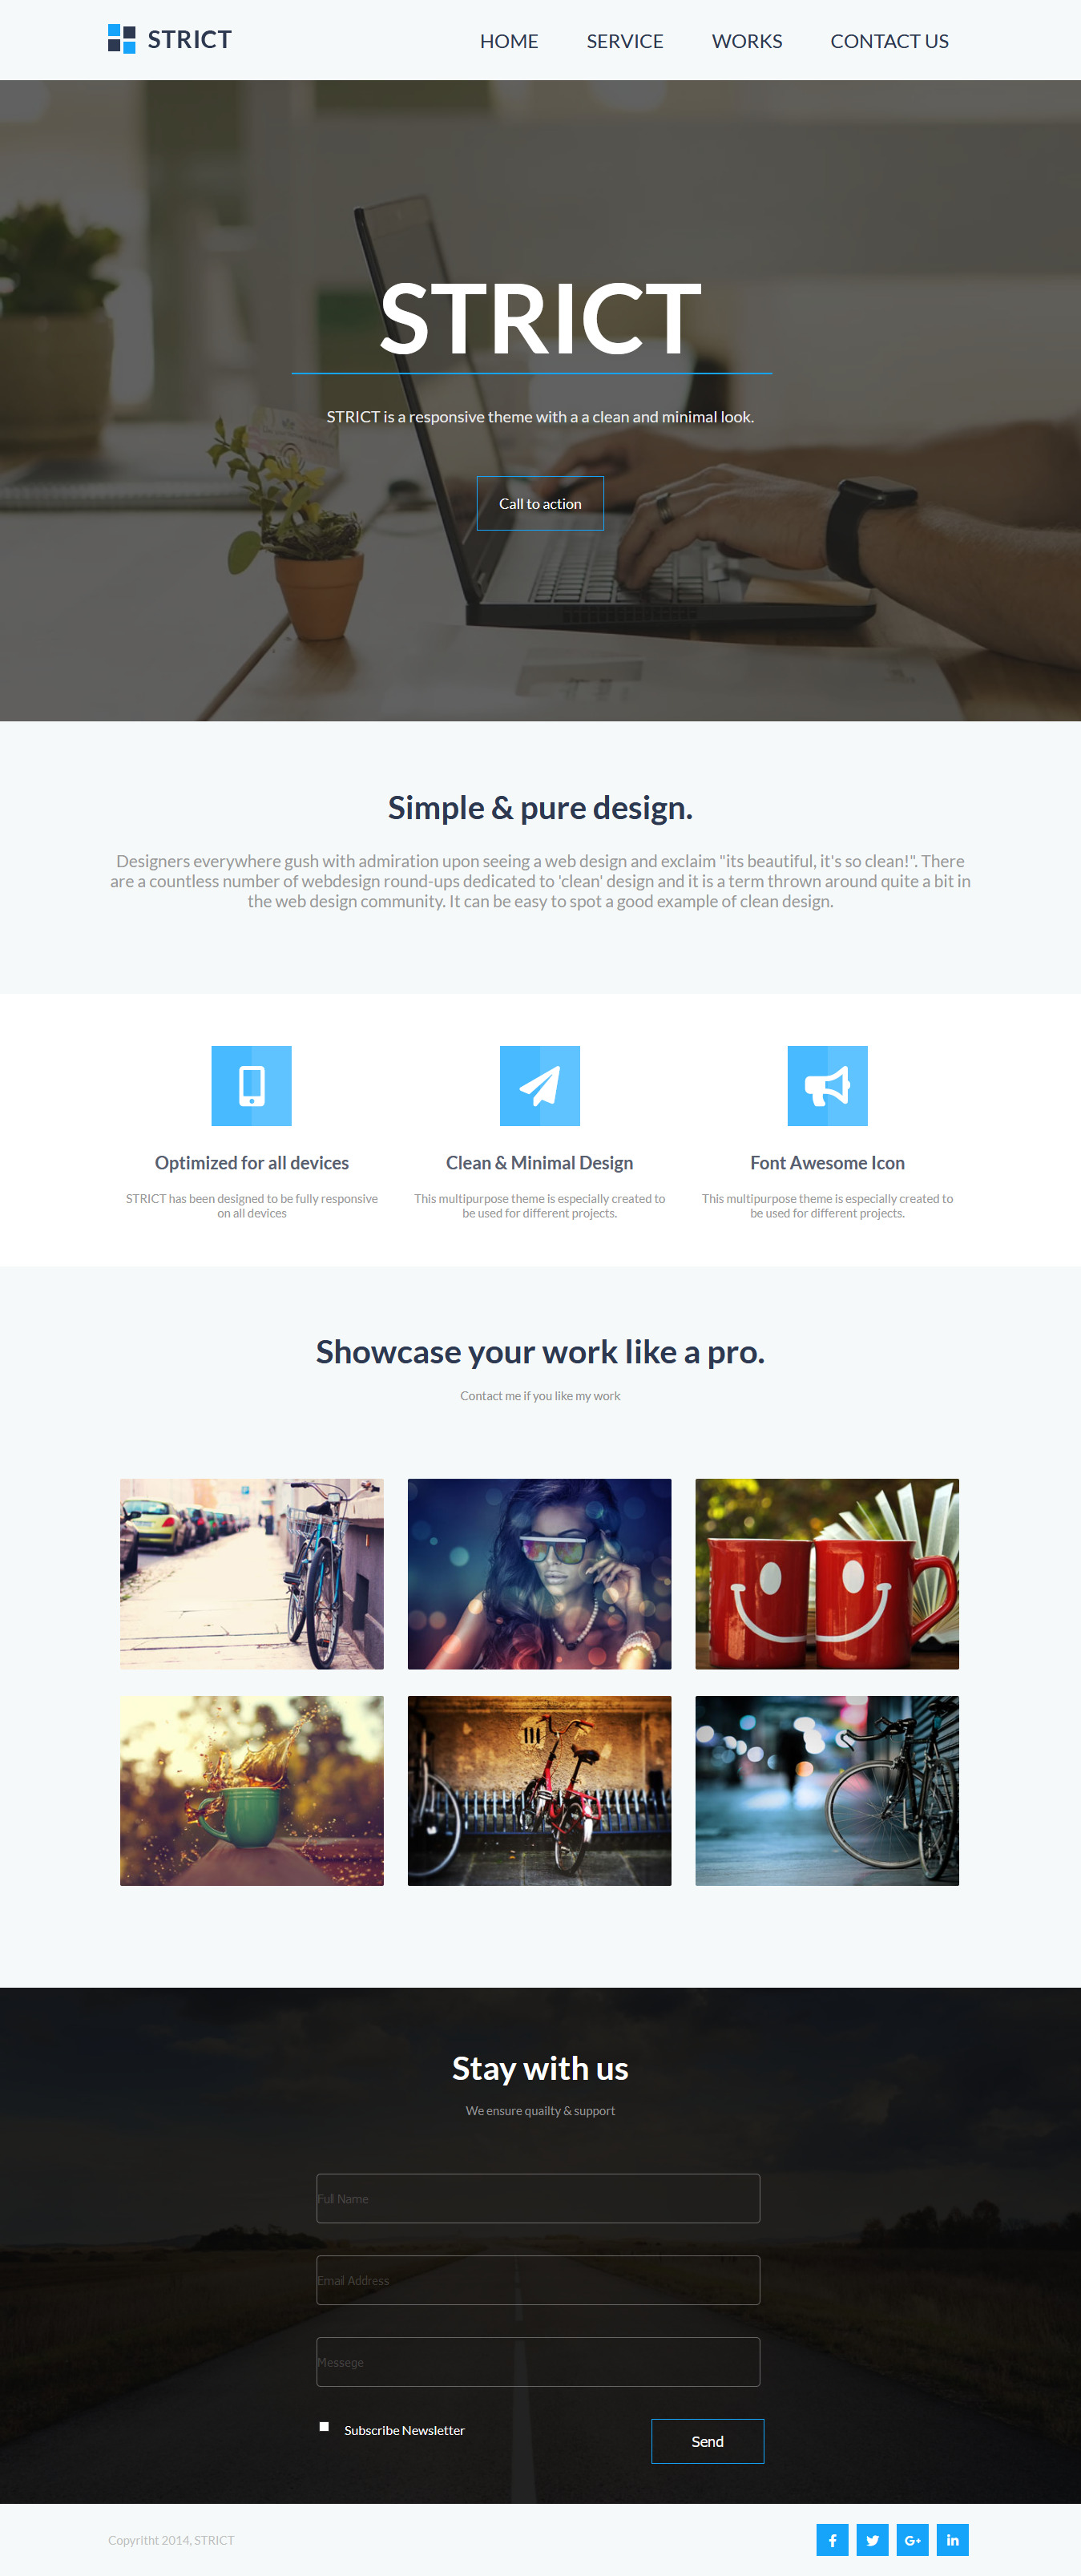 STRICT
HOME SERVICE WORKS CONTACT US
STRICT
STRICT is a responsive theme with a a clean and minimal look.
Call to action
Simple & pure design.
Designers everywhere gush with admiration upon seeing a web design and exclaim "its beautiful, it's so clean!". There
are a countless number of webdesign round-ups dedicated to 'clean' design and it is a term thrown around quite a bit in
the web design community. It can be easy to spot a good example of clean design.
Optimized for all devices
STRICT has been designed to be fully responsive
on all devices
Clean & Minimal Design
This multipurpose theme is especially created to
be used for different projects.
Font Awesome Icon
This multipurpose theme is especially created to
be used for different projects.
Showcase your work like a pro.
Contact me if you like my work
Stay with us
We ensure quailty & support
Full Name
Email Address
Messege
Subscribe Newsletter
Send
Copyritht 2014, STRICT